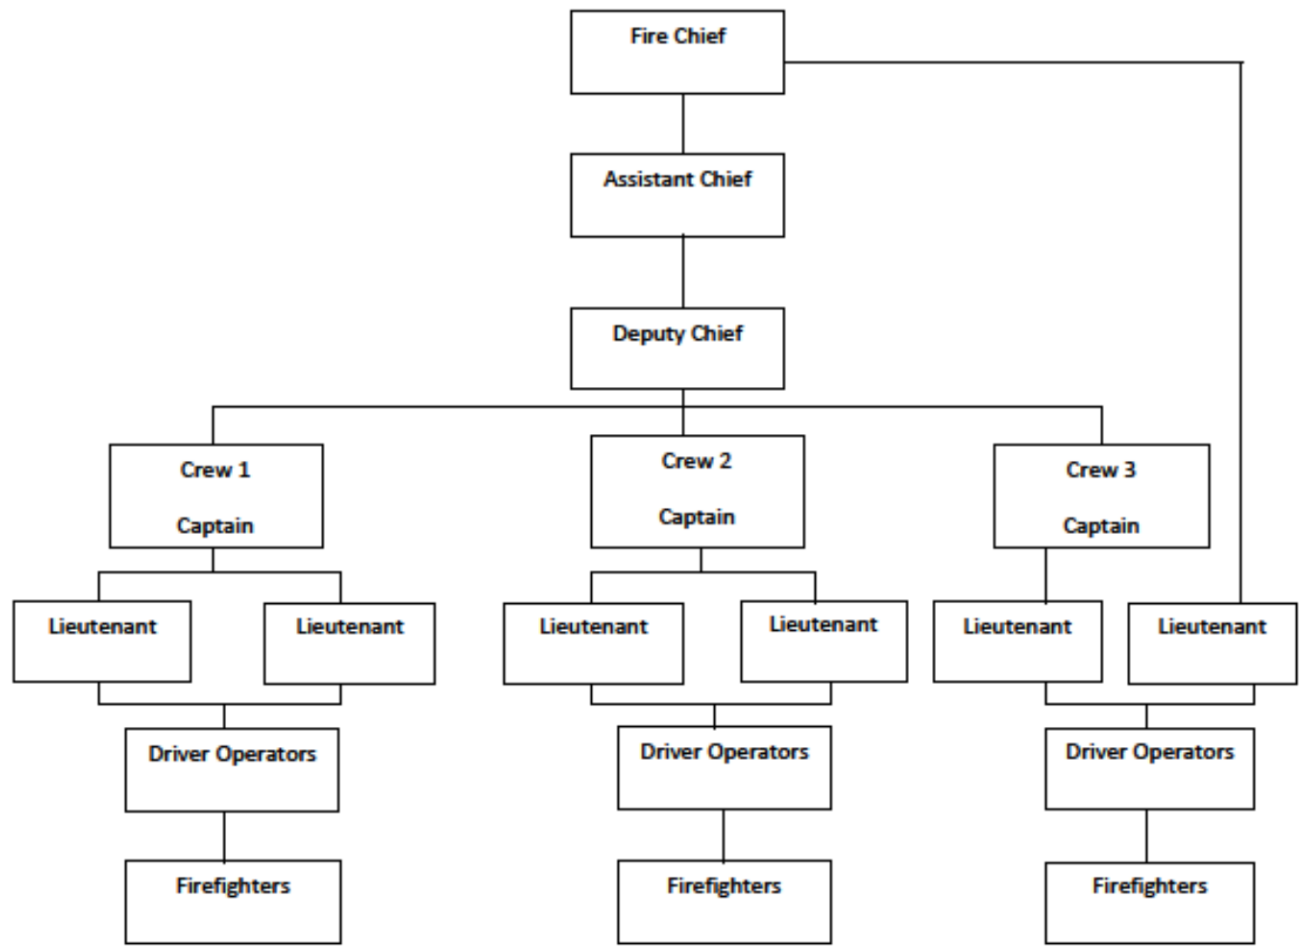 Fire Chief
Assistant Chief
Deputy Chief
Crew 1
Captain
Crew 2
Captain
Crew 3
Captain
Lieutenant
Lieutenant
Lieutenant
Lieutenant
Lieutenant
Lieutenant
Driver Operators
Driver Operators
Driver Operators
Firefighters
Firefighters
Firefighters